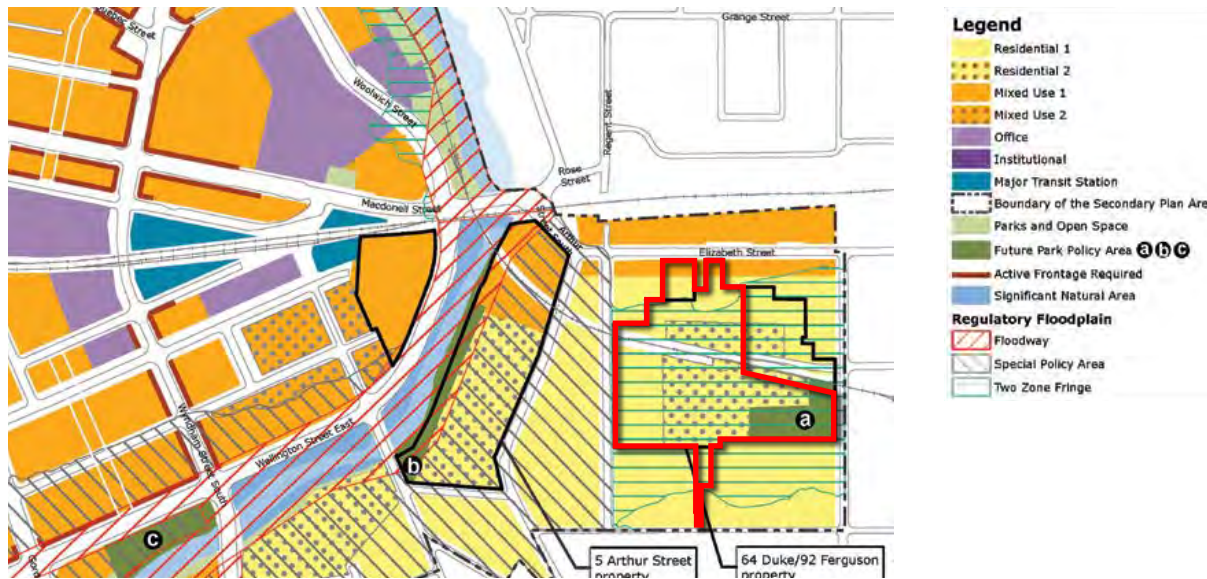 Street
Grange Street
Woolwich Street
Regent Street
Rose
Street
Macdonell Street
Arthur
Elizabeth Street
a
Wellington Street East
Windham Street South
b
c
Gord
5 Arthur Street
property
64 Duke/92 Ferguson
property
Legend
Residential 1
Residential 2
Mixed Use 1
Mixed Use 2
Office
Institutional
Major Transit Station
Boundary of the Secondary Plan Are
Parks and Open Space
Future Park Policy Area a b c
Active Frontage Required
Significant Natural Area
Regulatory Floodplain
Floodway
Special Policy Area
Two Zone Fringe